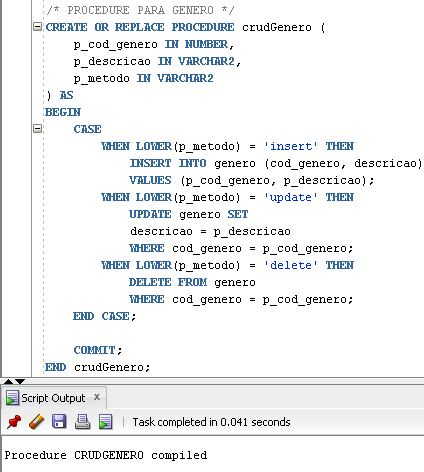 /* PROCEDURE PARA GENERO */
CREATE OR REPLACE PROCEDURE crudGenero (
    p_cod_genero IN NUMBER,
    p_descricao IN VARCHAR2,
    p_metodo IN VARCHAR2
) AS
BEGIN
    CASE
        WHEN LOWER(p_metodo) = 'insert' THEN
            INSERT INTO genero (cod_genero, descricao)
            VALUES (p_cod_genero, p_descricao);
        WHEN LOWER(p_metodo) = 'update' THEN
            UPDATE genero SET
            descricao = p_descricao
            WHERE cod_genero = p_cod_genero;
        WHEN LOWER(p_metodo) = 'delete' THEN
            DELETE FROM genero
            WHERE cod_genero = p_cod_genero;
    END CASE;

    COMMIT;
END crudGenero;
Script Output x
Task completed in 0.041 seconds
Procedure CRUDGENERO compiled